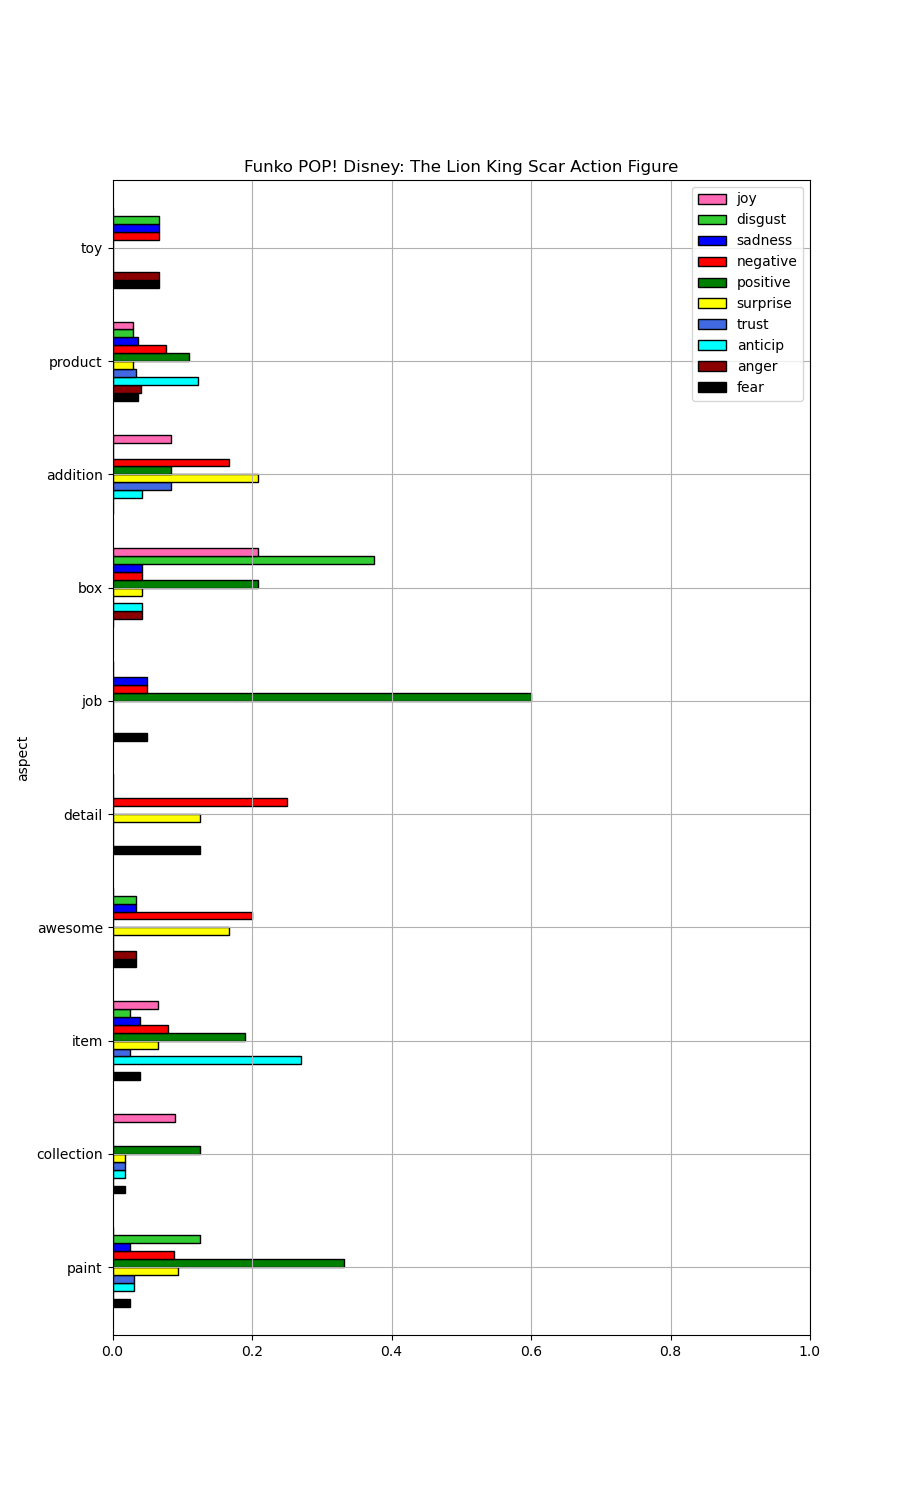 Funko POP! Disney: The Lion King Scar Action Figure
joy
disgust
sadness
negative
positive
surprise
trust
anticip
anger
fear
toy
product
addition
box
job
detail
awesome
item
collection
paint
aspect
0.0 0.2 0.4 0.6 0.8 1.0